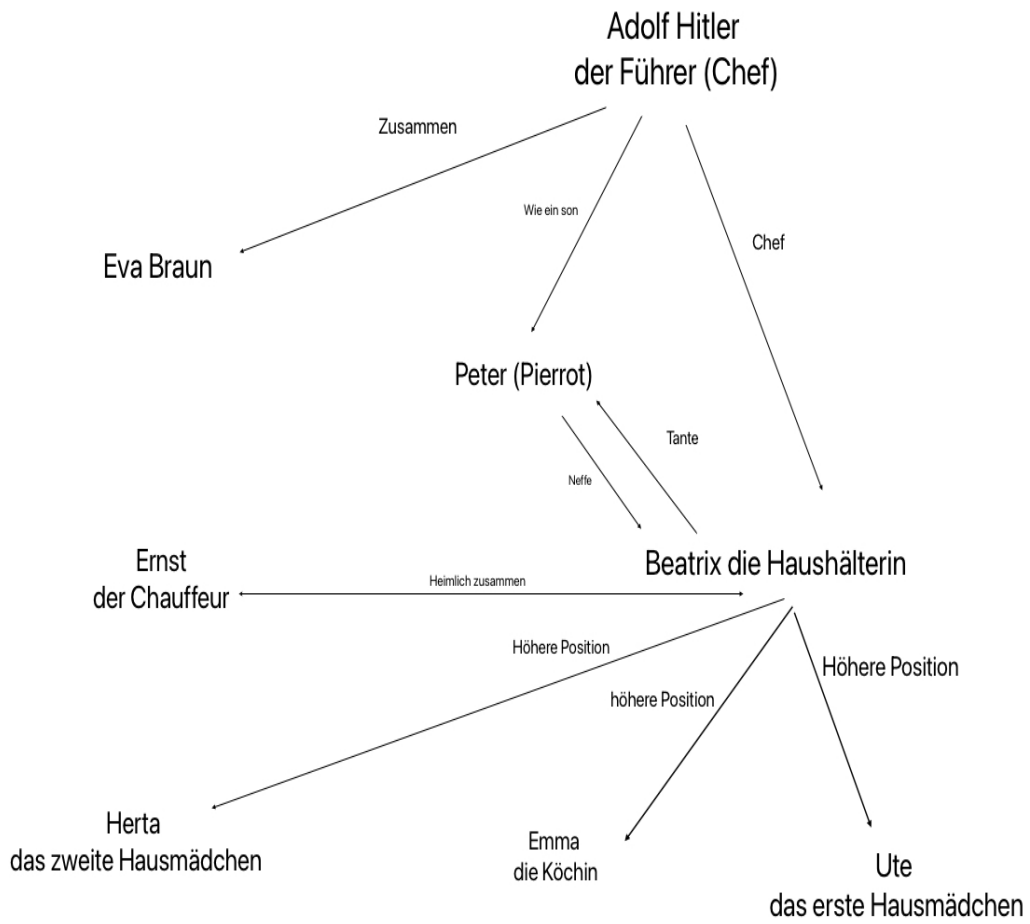 Adolf Hitler
der Führer (Chef)
Zusammen
Wie ein son
Chef
Eva Braun
Peter (Pierrot)
Tante
Neffe
Ernst
der Chauffeur
Heimlich zusammen
Beatrix die Haushälterin
Höhere Position
höhere Position
Höhere Position
Herta
das zweite Hausmädchen
Emma
die Köchin
Ute
das erste Hausmädchen